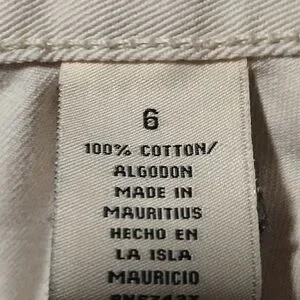 6
100% COTTON/
ALGODON
MADE IN
MAURITIUS
HECHO EN
LA ISLA
MAURICIO